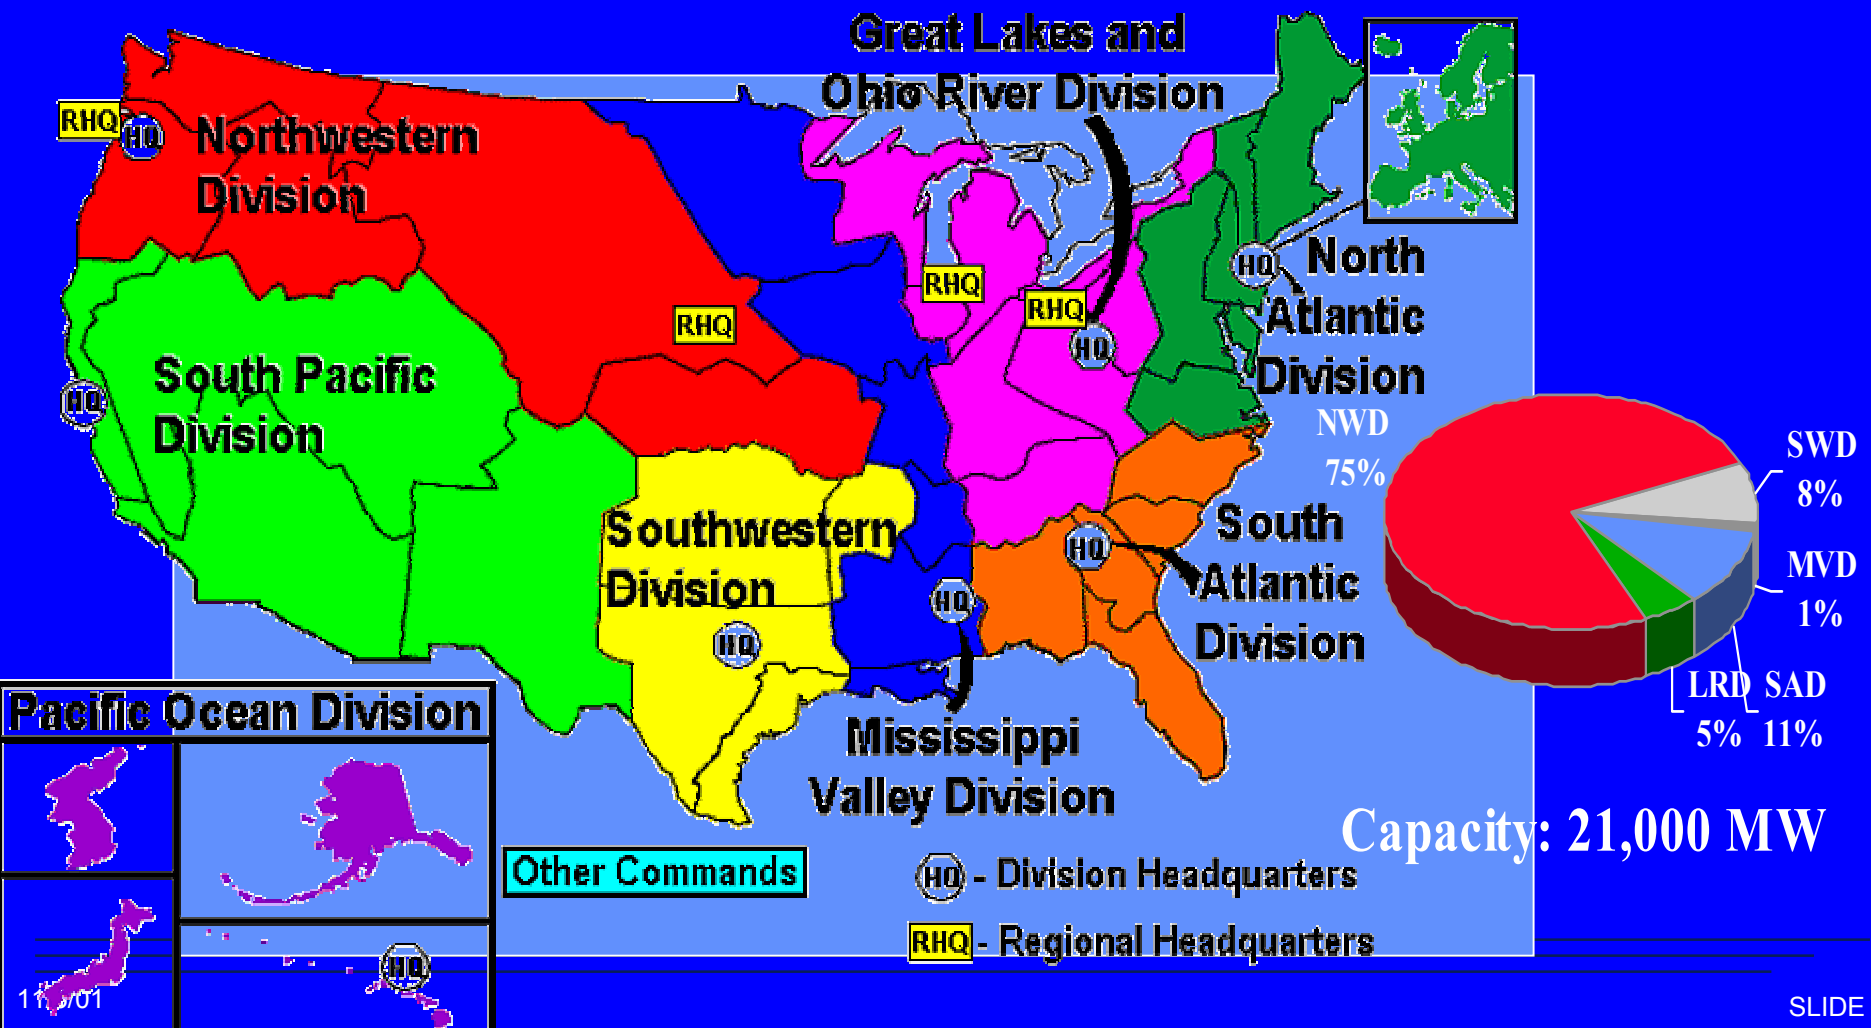 Great Lakes and
Ohio River Division
RHQ
HQ
Northwestern
Division
RHQ
RHQ
RHQ
HQ
HQ
North
Atlantic
Division
South Pacific
Division
HQ
NWD
75%
SWD
8%
MVD
1%
LRD
5%
SAD
11%
Southwestern
Division
HQ
HQ
HQ
South
Atlantic
Division
Mississippi
Valley Division
Pacific Ocean Division
HQ
Capacity: 21,000 MW
Other Commands
HQ - Division Headquarters
RHQ - Regional Headquarters
SLIDE